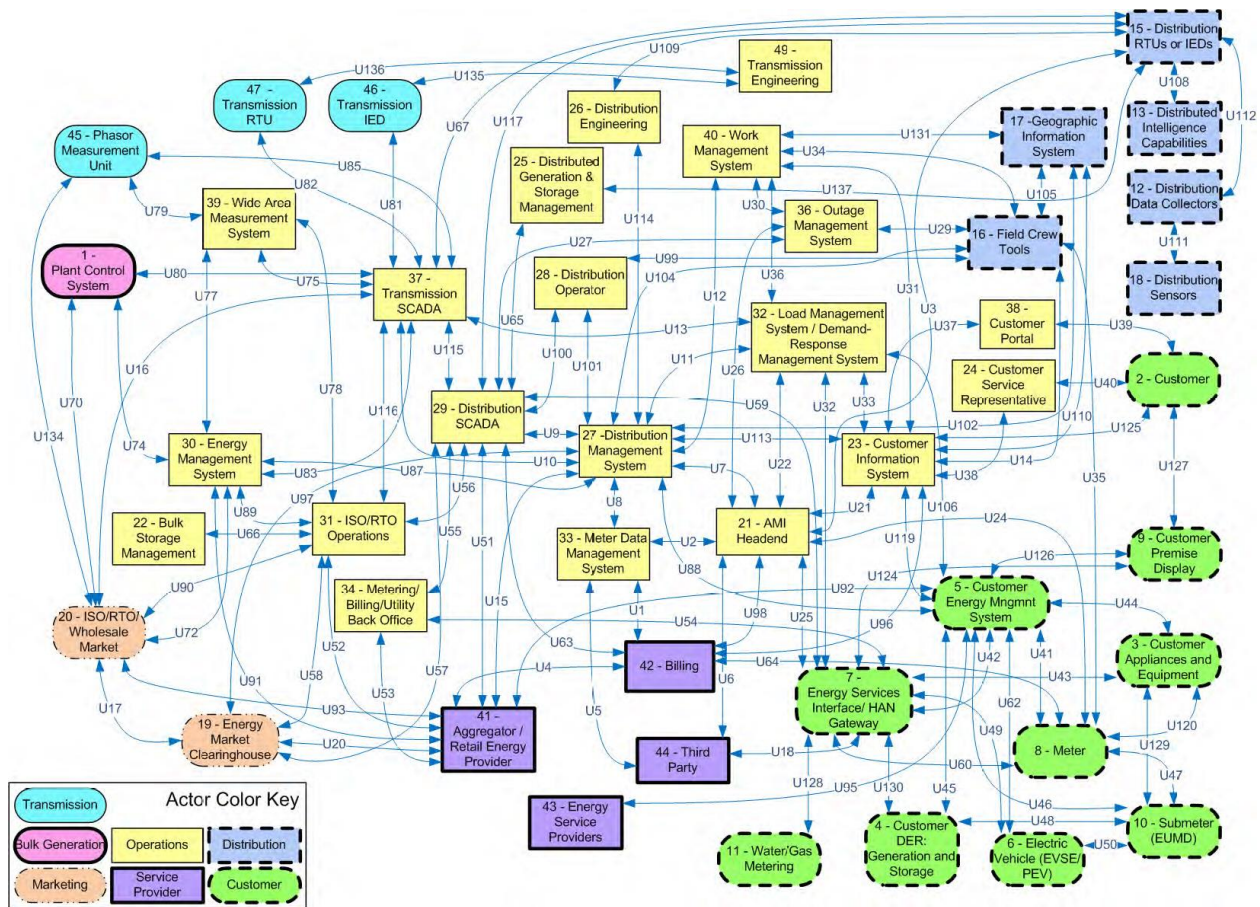 U109
49 -
Transmission
Engineering
15 - Distribution
RTUs or IEDs
U136
U135
47 -
Transmission
RTU
46 -
Transmission
IED
26 - Distribution
Engineering
U67
U117
U108
U112
45 - Phasor
Measurement
Unit
40 - Work
Management
System
U131
U34
17 -Geographic
Information
System
13 - Distributed
Intelligence
Capabilities
25 - Distributed
Generation &
Storage
Management
U85
U82
U81
U137
U105
U79
39 - Wide Area
Measurement
System
U114
U30
36 - Outage
Management
System
U29
12 - Distribution
Data Collectors
U27
U99
U104
16 - Field Crew
Tools
U111
1 -
Plant Control
System
U80
U75
U77
37 -
Transmission
SCADA
28 - Distribution
Operator
U36
U12
U31
U3
18 - Distribution
Sensors
U65
U13
32 - Load Management
System / Demand-
Response
Management System
U37
38 -
Customer
Portal
U39
U115
U100
U101
U11
U26
U16
U78
U70
U134
U116
24 - Customer
Service
Representative
U40
2 - Customer
29 - Distribution
SCADA
U59
U32
U33
U102
U110
U125
U74
30 - Energy
Management
System
U83
U87
U9
U10
27 -Distribution
Management
System
U113
23 - Customer
Information
System
U14
U38
U7
U22
U97
U56
U127
U35
U89
U66
22 - Bulk
Storage
Management
31 - ISO/RTO
Operations
U55
U51
U8
U21
U106
U24
21 - AMI
Headend
33 - Meter Data
Management
System
U2
U119
9 - Customer
Premise
Display
U126
U124
U90
U88
U92
34 - Metering/
Billing/Utility
Back Office
5 - Customer
Energy Mngmnt
System
U44
20 - ISO/RTO/
Wholesale
Market
U72
U15
U1
U98
U25
U96
U54
U52
U63
U58
U57
U53
U91
U4
42 - Billing
U64
U6
U5
U42
U41
U43
3 - Customer
Appliances and
Equipment
7 -
Energy Services
Interface/ HAN
Gateway
U17
U93
U20
19 - Energy
Market
Clearinghouse
41 -
Aggregator /
Retail Energy
Provider
U62
U49
U120
U129
44 - Third
Party
U18
U60
8 - Meter
U128
U95
U130
U45
U46
U47
U48
43 - Energy
Service
Providers
10 - Submeter
(EUMD)
U50
11 - Water/Gas
Metering
4 - Customer
DER:
Generation and
Storage
6 - Electric
Vehicle (EVSE/
PEV)
Actor Color Key
Transmission
Bulk Generation
Operations
Distribution
Marketing
Service
Provider
Customer